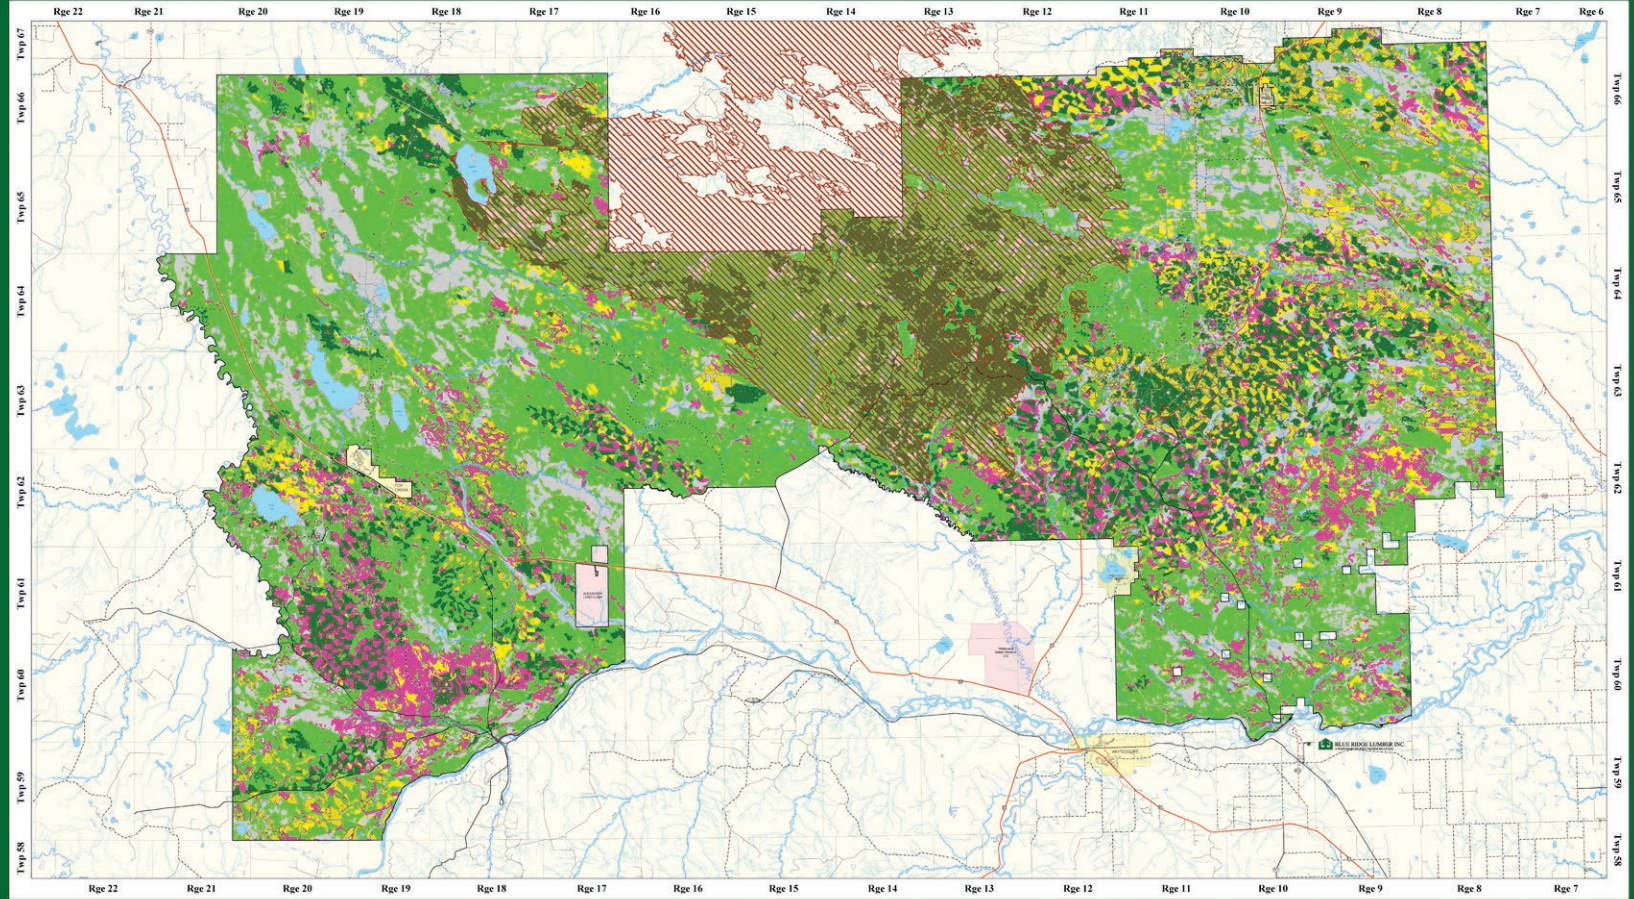 Rge 22
Rge 21
Rge 20
Rge 19
Rge 18
Rge 17
Rge 16
Rge 15
Rge 14
Rge 13
Rge 12
Rge 11
Rge 10
Rge 9
Rge 8
Rge 7
Rge 6
Twp 67
Twp 66
Twp 65
Twp 64
Twp 63
Twp 62
Twp 61
Twp 60
Twp 59
Twp 58
Twp 66
Twp 65
Twp 64
Twp 63
Twp 62
Twp 61
Twp 60
Twp 59
Twp 58
FOX
CREEK
WHITECOURT
BLUE RIDGE LUMBER INC.
Rge 22
Rge 21
Rge 20
Rge 19
Rge 18
Rge 17
Rge 16
Rge 15
Rge 14
Rge 13
Rge 12
Rge 11
Rge 10
Rge 9
Rge 8
Rge 7